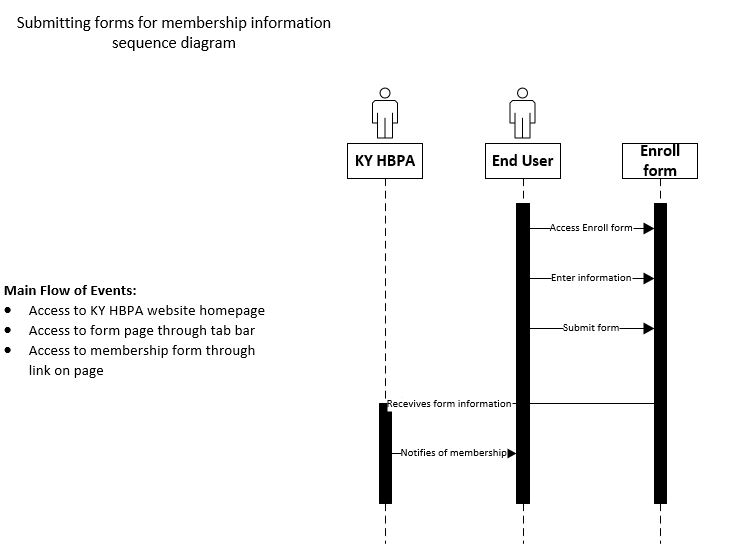 Submitting forms for membership information
sequence diagram
KY HBPA
End User
Enroll
form
Access Enroll form
Enter information
Main Flow of Events:
• Access to KY HBPA website homepage
• Access to form page through tab bar
• Access to membership form through
link on page
Submit form
Recevives form information
Notifies of membership